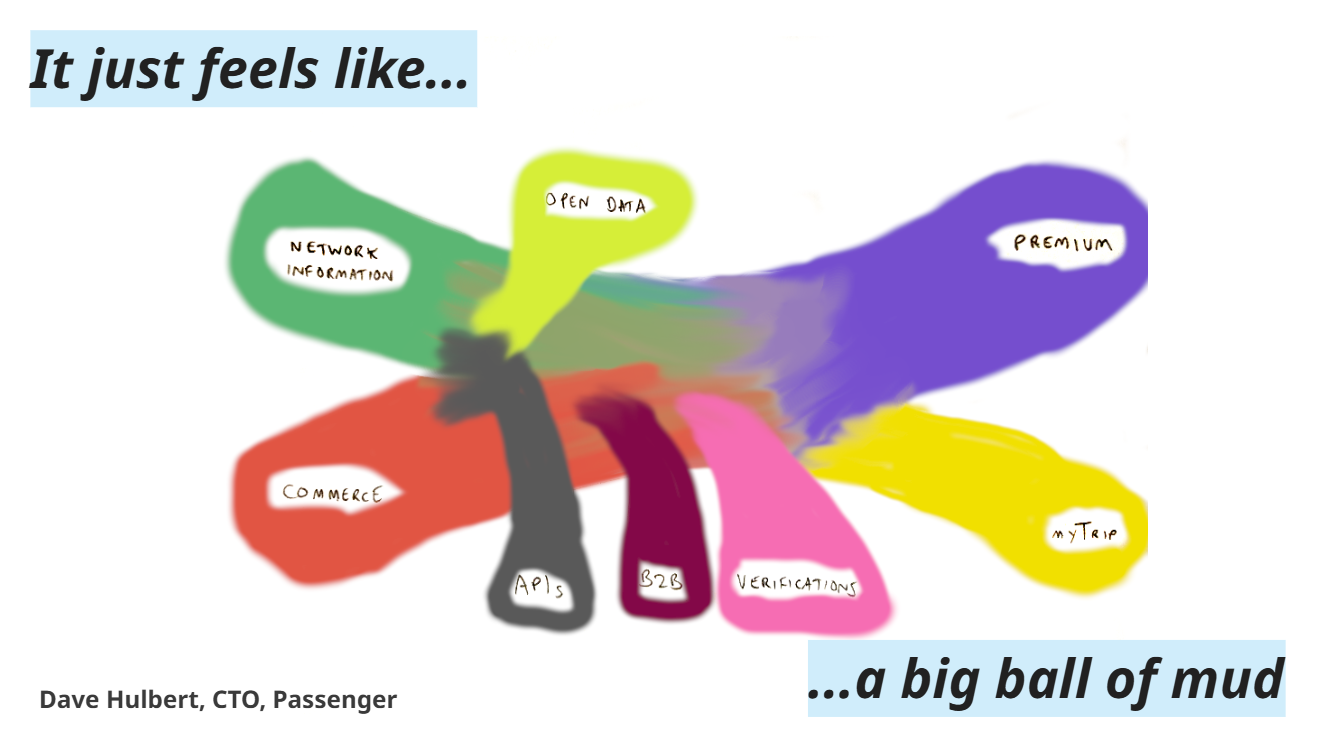 It just feels like...
OPEN DATA
NETWORK
INFORMATION
PREMIUM
COMMERCE
myTRIP
APIs
B2B
VERIFICATIONS
...a big ball of mud
Dave Hulbert, CTO, Passenger